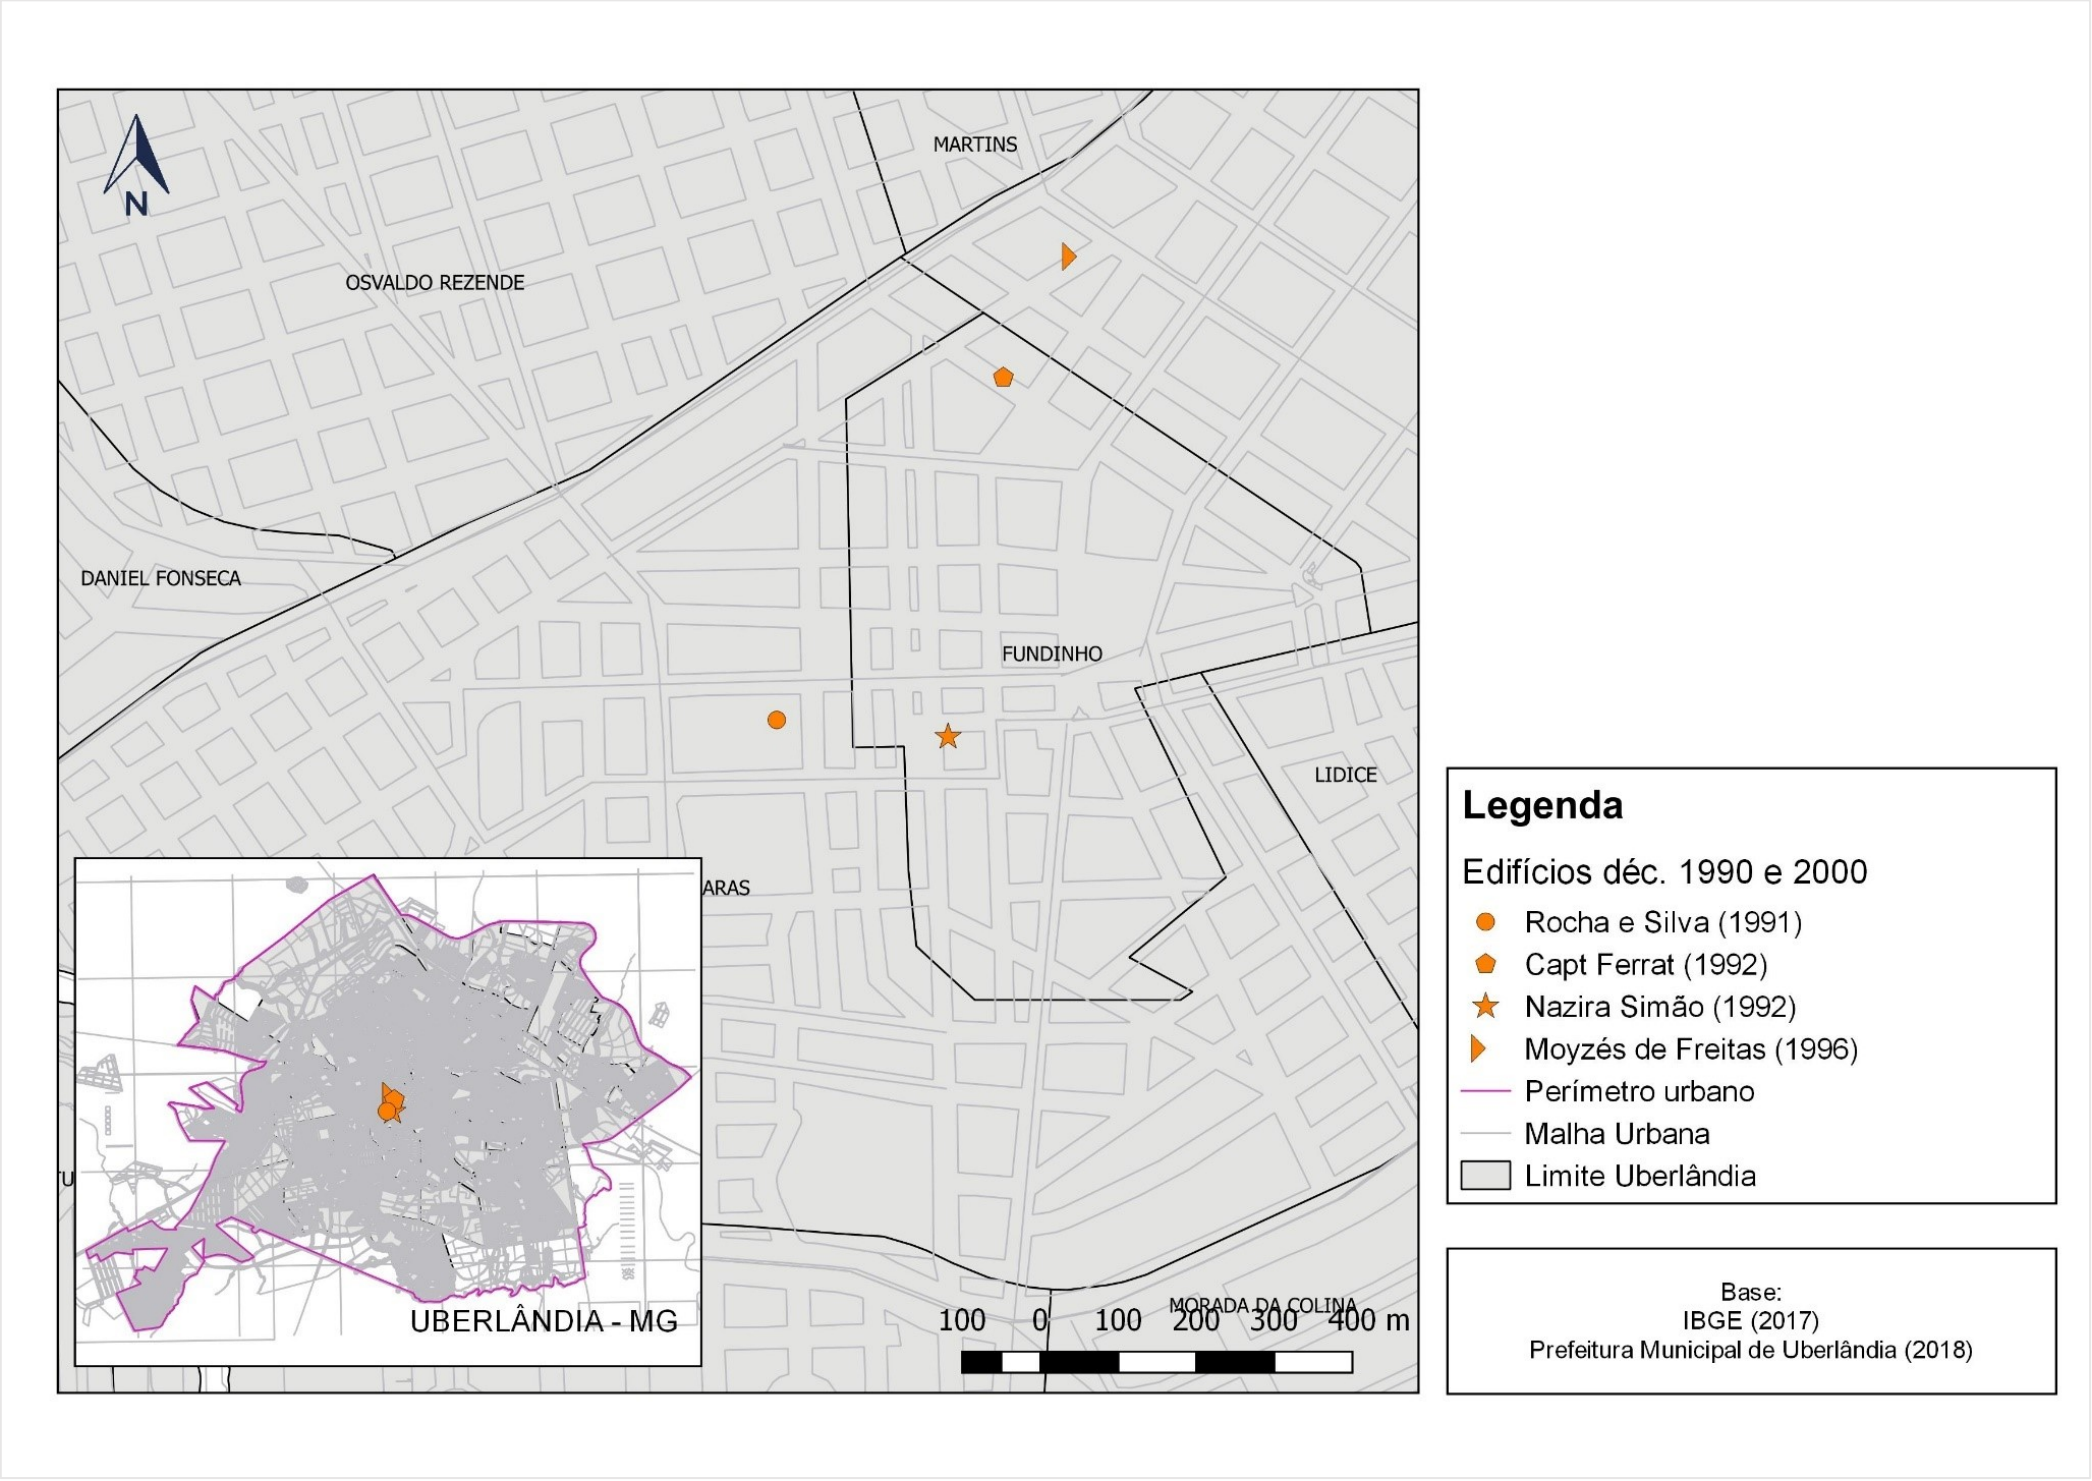 MARTINS
N
OSVALDO REZENDE
DANIEL FONSECA
FUNDINHO
LIDICE
ARAS
UBERLÂNDIA - MG
MORADA DA COLINA
100 0 100 200 300 400 m
Legenda
Edifícios déc. 1990 e 2000
Rocha e Silva (1991)
Capt Ferrat (1992)
Nazira Simão (1992)
Moyzés de Freitas (1996)
Perímetro urbano
Malha Urbana
Limite Uberlândia
Base:
IBGE (2017)
Prefeitura Municipal de Uberlândia (2018)